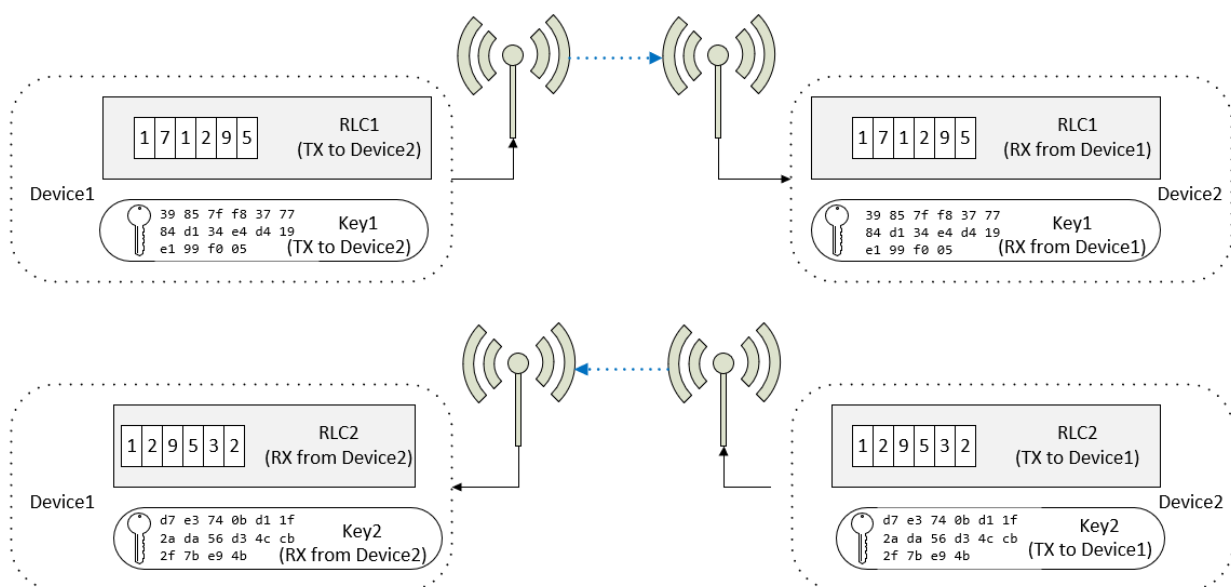 1 7 1 2 9 5
RLC1
(TX to Device2)
Device1
39 85 7f f8 37 77
84 d1 34 e4 d4 19
e1 99 f0 05
Key1
(TX to Device2)
1 7 1 2 9 5
RLC1
(RX from Device1)
Device2
39 85 7f f8 37 77
84 d1 34 e4 d4 19
e1 99 f0 05
Key1
(RX from Device1)
1 2 9 5 3 2
RLC2
(RX from Device2)
Device1
d7 e3 74 0b d1 1f
2a da 56 d3 4c cb
2f 7b e9 4b
Key2
(RX from Device2)
1 2 9 5 3 2
RLC2
(TX to Device1)
Device2
d7 e3 74 0b d1 1f
2a da 56 d3 4c cb
2f 7b e9 4b
Key2
(TX to Device1)